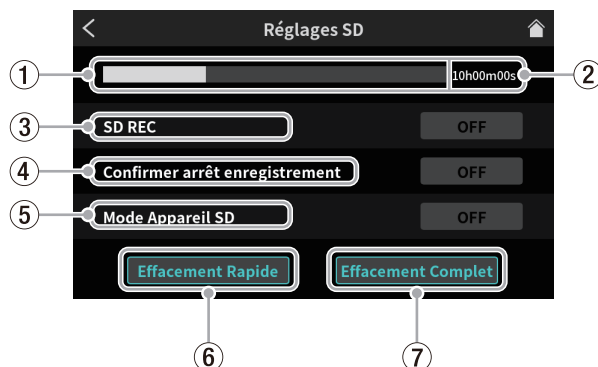 Réglages SD
① 10h00m00s ②
③ SD REC OFF
④ Confirmer arrêt enregistrement OFF
⑤ Mode Appareil SD OFF
Effacement Rapide Effacement Complet
⑥ ⑦